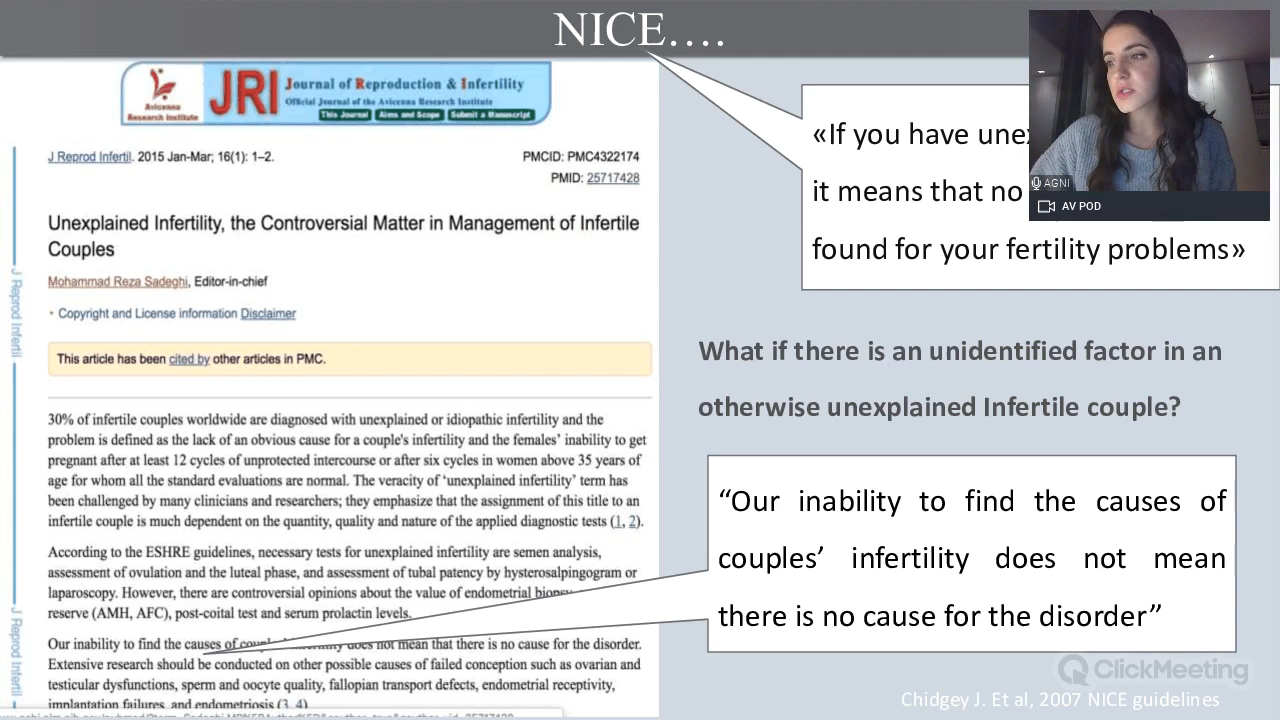 NICE….
Avicenna
Research Institute
JRI
Journal of Reproduction & Infertility
Official Journal of the Avicenna Research Institute
This Journal
Aims and Scope
Submit a Manuscript
J Reprod Infertil. 2015 Jan-Mar; 16(1): 1–2.
PMCID: PMC4322174
PMID: 25717428
Unexplained Infertility, the Controversial Matter in Management of Infertile
Couples
Mohammad Reza Sadeghi, Editor-in-chief
Copyright and License information Disclaimer
This article has been cited by other articles in PMC.
30% of infertile couples worldwide are diagnosed with unexplained or idiopathic infertility and the
problem is defined as the lack of an obvious cause for a couple's infertility and the females' inability to get
pregnant after at least 12 cycles of unprotected intercourse or after six cycles in women above 35 years of
age for whom all the standard evaluations are normal. The veracity of 'unexplained infertility' term has
been challenged by many clinicians and researchers; they emphasize that the assignment of this title to an
infertile couple is much dependent on the quantity, quality and nature of the applied diagnostic tests (1, 2).
According to the ESHRE guidelines, necessary tests for unexplained infertility are semen analysis,
assessment of ovulation and the luteal phase, and assessment of tubal patency by hysterosalpingogram or
laparoscopy. However, there are controversial opinions about the value of endometrial
reserve (AMH, AFC), post-coital test and serum prolactin levels.
Our inability to find the causes of does not mean that there is no cause for the disorder.
Extensive research should be conducted on other possible causes of failed conception such as ovarian and
testicular dysfunctions, sperm and oocyte quality, fallopian transport defects, endometrial receptivity,
implantation failures, and endometriosis (3, 4)
J Reprod Infertil
J Reprod Infertil
«If you have
it means that no
found for your fertility problems»
AGNI
AV POD
What if there is an unidentified factor in an
otherwise unexplained Infertile couple?
“Our inability to find the causes of
couples’ infertility does not mean
there is no cause for the disorder”
ClickMeeting
Chidgey J. Et al, 2007 NICE guidelines